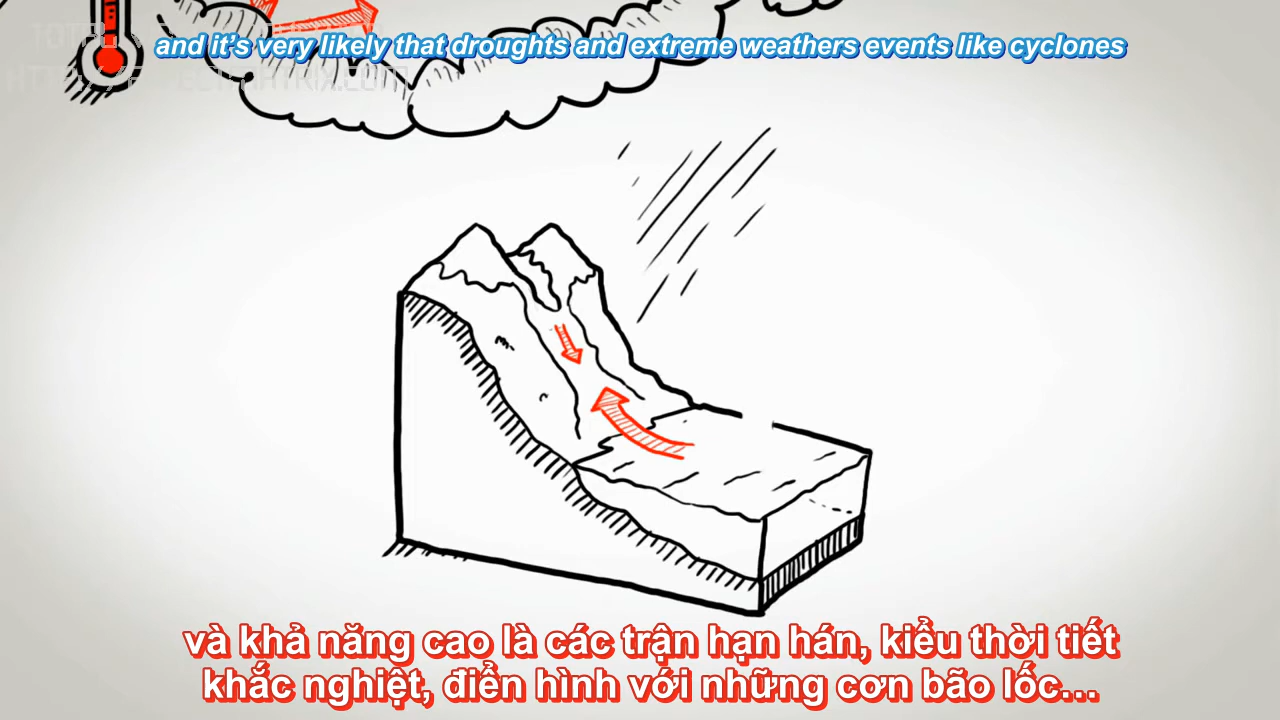 and it's very likely that droughts and extreme weathers events like cyclones
và khả năng cao là các trận hạn hán, kiểu thời tiết
khắc nghiệt, điển hình với những cơn bão lốc...